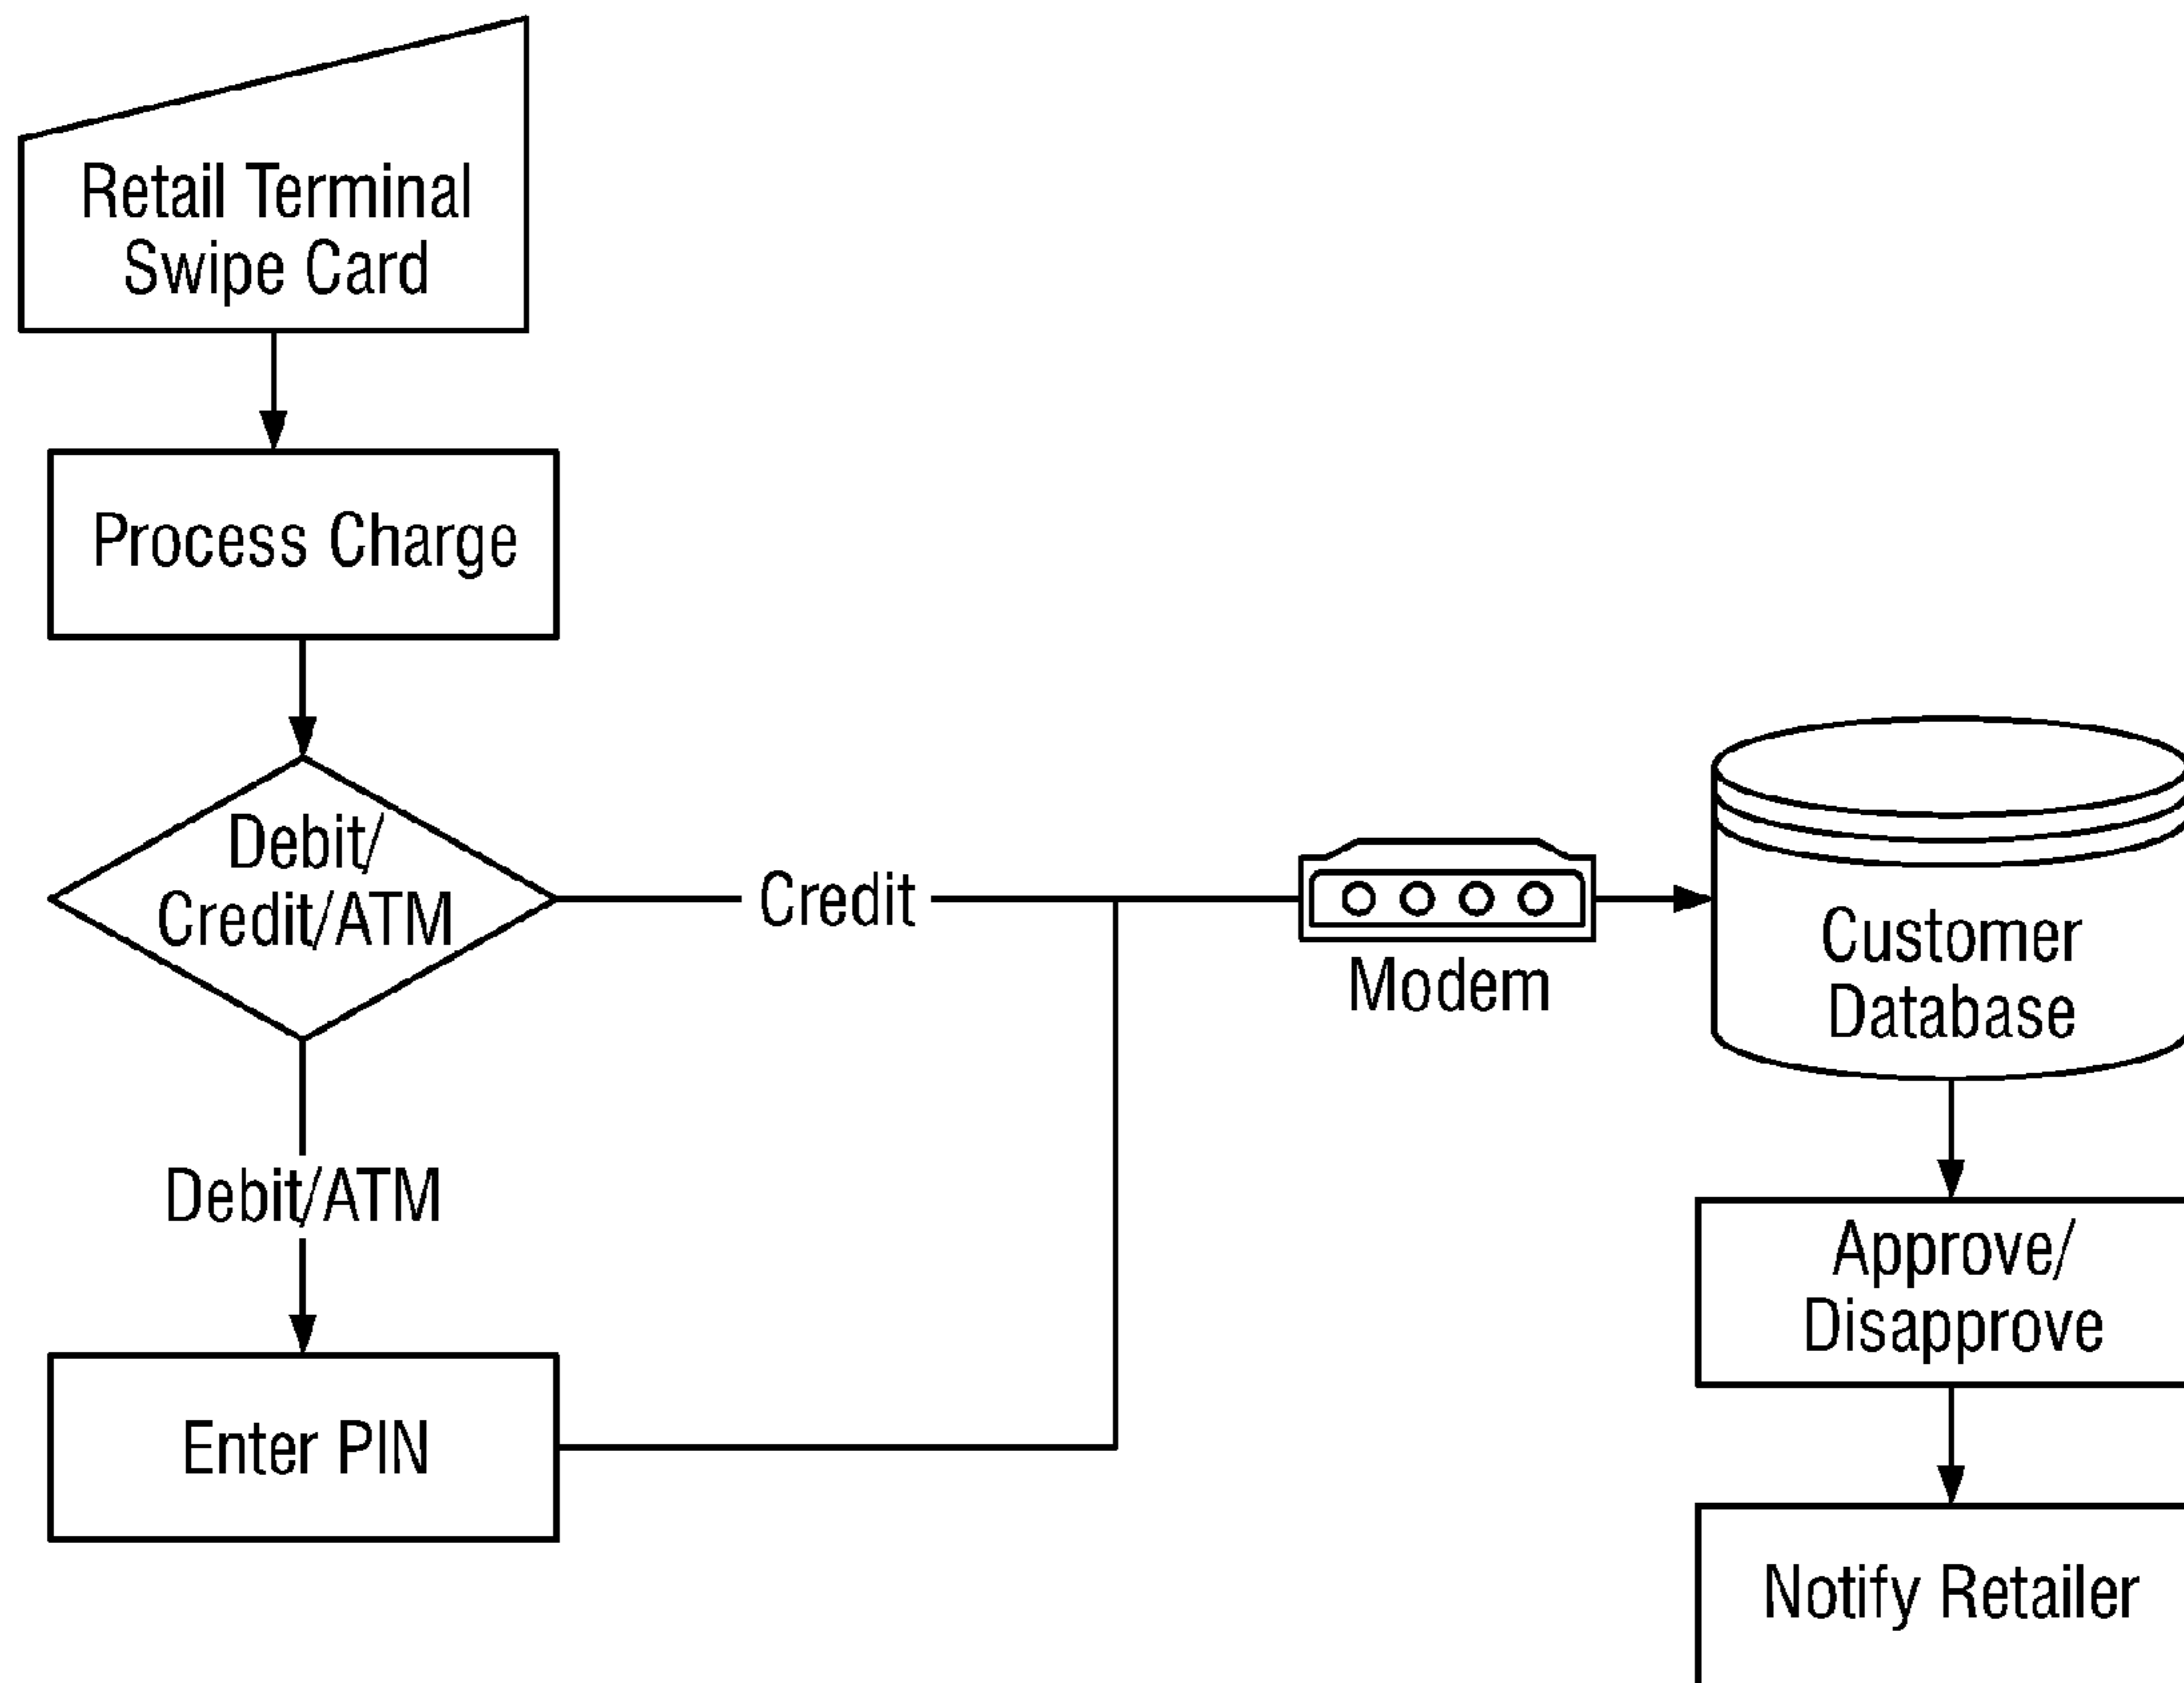 Retail Terminal
Swipe Card
Process Charge
Debit/
Credit/ATM
Credit
Debit/ATM
Enter PIN
Modem
Customer
Database
Approve/
Disapprove
Notify Retailer